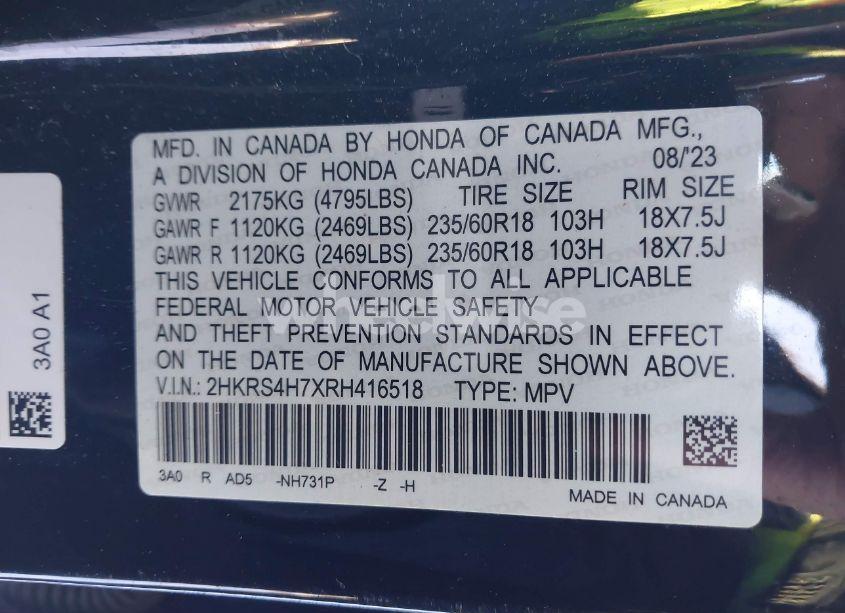 MFD. IN CANADA BY HONDA OF CANADA MFG.,
A DIVISION OF HONDA CANADA INC. 08/'23
GVWR 2175KG (4795LBS) TIRE SIZE RIM SIZE
GAWR F 1120KG (2469LBS) 235/60R18 103H 18X7.5J
GAWR R 1120KG (2469LBS) 235/60R18 103H 18X7.5J
THIS VEHICLE CONFORMS TO ALL APPLICABLE
FEDERAL MOTOR VEHICLE SAFETY
AND THEFT PREVENTION STANDARDS IN EFFECT
ON THE DATE OF MANUFACTURE SHOWN ABOVE.
V.I.N.: 2HKRS4H7XRH416518 TYPE: MPV
3A0 R AD5 -NH731P -Z -H
MADE IN CANADA
3A0 A1